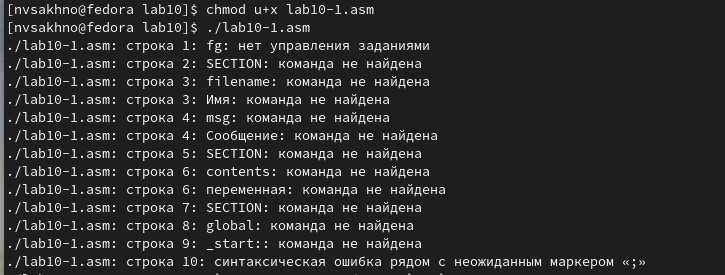 [nvsakhno@fedora lab10]$ chmod u+x lab10-1.asm
[nvsakhno@fedora lab10]$ ./lab10-1.asm
./lab10-1.asm: строка 1: fg: нет управления заданиями
./lab10-1.asm: строка 2: SECTION: команда не найдена
./lab10-1.asm: строка 3: filename: команда не найдена
./lab10-1.asm: строка 3: Имя: команда не найдена
./lab10-1.asm: строка 4: msg: команда не найдена
./lab10-1.asm: строка 4: Сообщение: команда не найдена
./lab10-1.asm: строка 5: SECTION: команда не найдена
./lab10-1.asm: строка 6: contents: команда не найдена
./lab10-1.asm: строка 6: переменная: команда не найдена
./lab10-1.asm: строка 7: SECTION: команда не найдена
./lab10-1.asm: строка 8: global: команда не найдена
./lab10-1.asm: строка 9: _start:: команда не найдена
./lab10-1.asm: строка 10: синтаксическая ошибка рядом с неожиданным маркером «;»